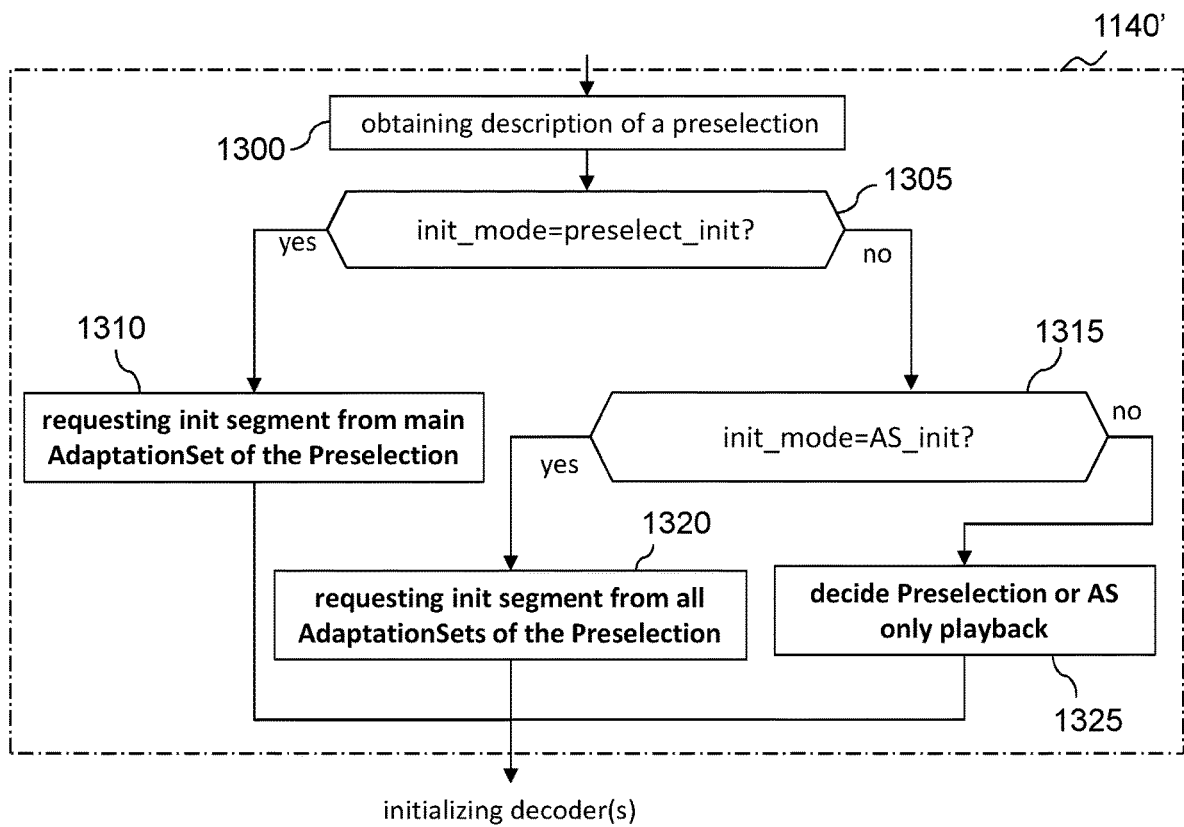 1140’
obtaining description of a preselection
1300
1305
init_mode=preselect_init?
yes
no
1310
1315
requesting init segment from main
AdaptationSet of the Preselection
init_mode=AS_init?
no
yes
1320
requesting init segment from all
AdaptationSets of the Preselection
decide Preselection or AS
only playback
1325
initializing decoder(s)